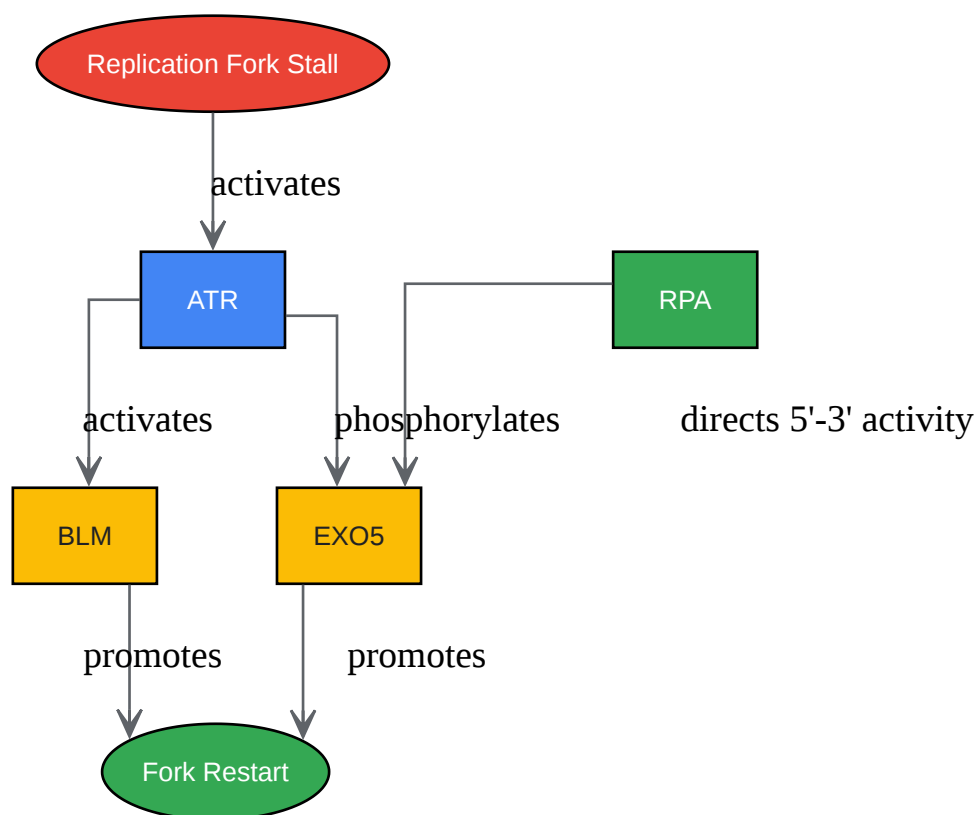 Replication Fork Stall
activates
ATR
RPA
activates
phosphorylates
directs 5'-3' activity
BLM
EXO5
promotes
promotes
Fork Restart